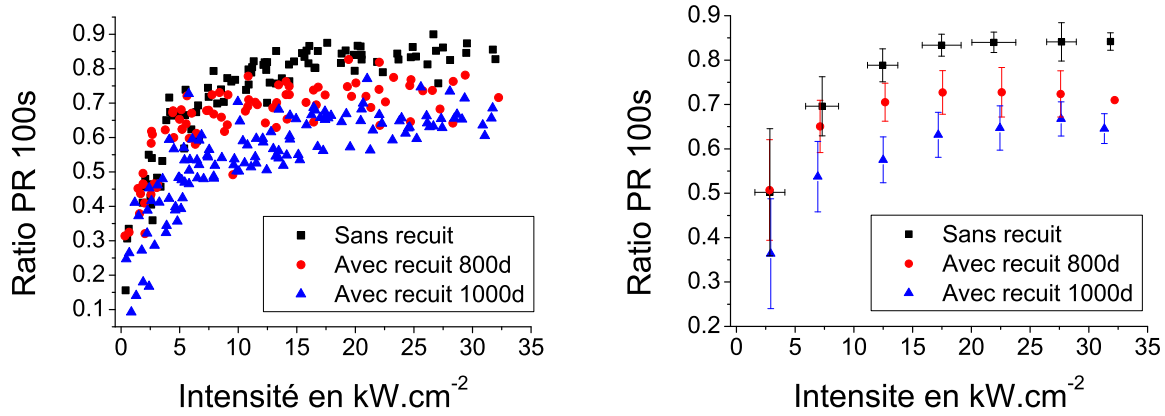 Ratio PR 100s
0.9
0.8
0.7
0.6
0.5
0.4
0.3
0.2
0.1
0 5 10 15 20 25 30 35
Intensité en kW.cm⁻²
Sans recuit
Avec recuit 800d
Avec recuit 1000d
Ratio PR 100s
0.9
0.8
0.7
0.6
0.5
0.4
0.3
0.2
0 5 10 15 20 25 30 35
Intensite en kW.cm⁻²
Sans recuit
Avec recuit 800d
Avec recuit 1000d